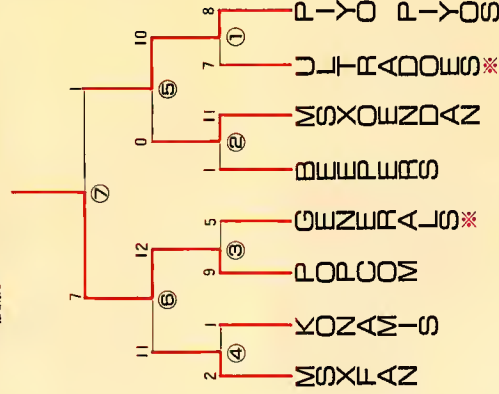 8 PIYO PIYOS
10 ①
7 ULTRADOES※
1 ⑤
11 MSXOENDAN
0 ②
1 BEEPERS
⑦
5 GENERALS※
12 ③
9 POPCOM
7 ⑥
1 KONAMIS
11 ④
2 MSXFAN